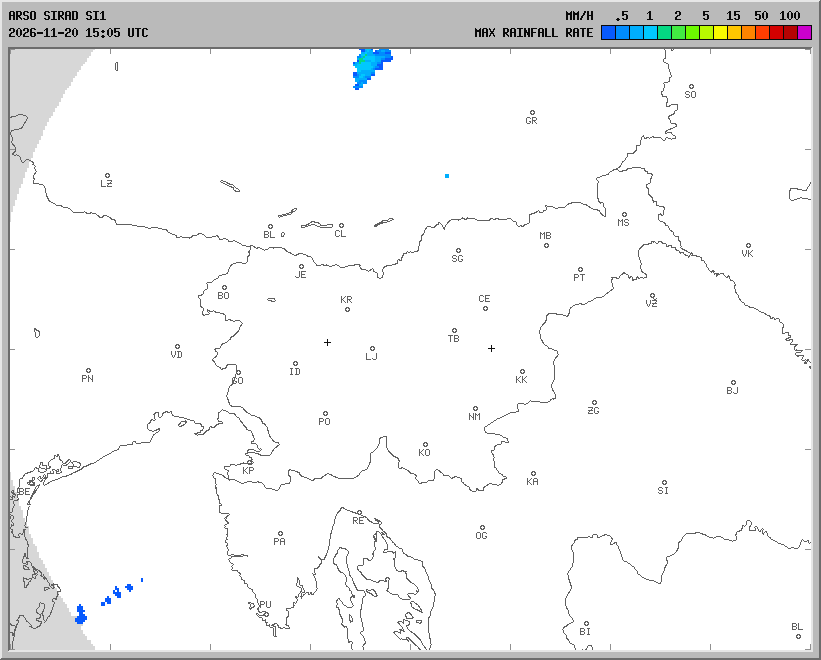 ARSO SIRAD SI1
MM/H .5 1 2 5 15 50 100
2026-11-20 15:05 UTC
MAX RAINFALL RATE
SO
GR
LZ
MS
BL
CL
MB
SG
VK
JE
PT
BO
KR
CE
VŽ
TB
VD
LJ
ID
PN
GO
KK
BJ
NM
ZG
PO
KO
KP
KA
BE
SI
RE
OG
PA
PU
BI
BL